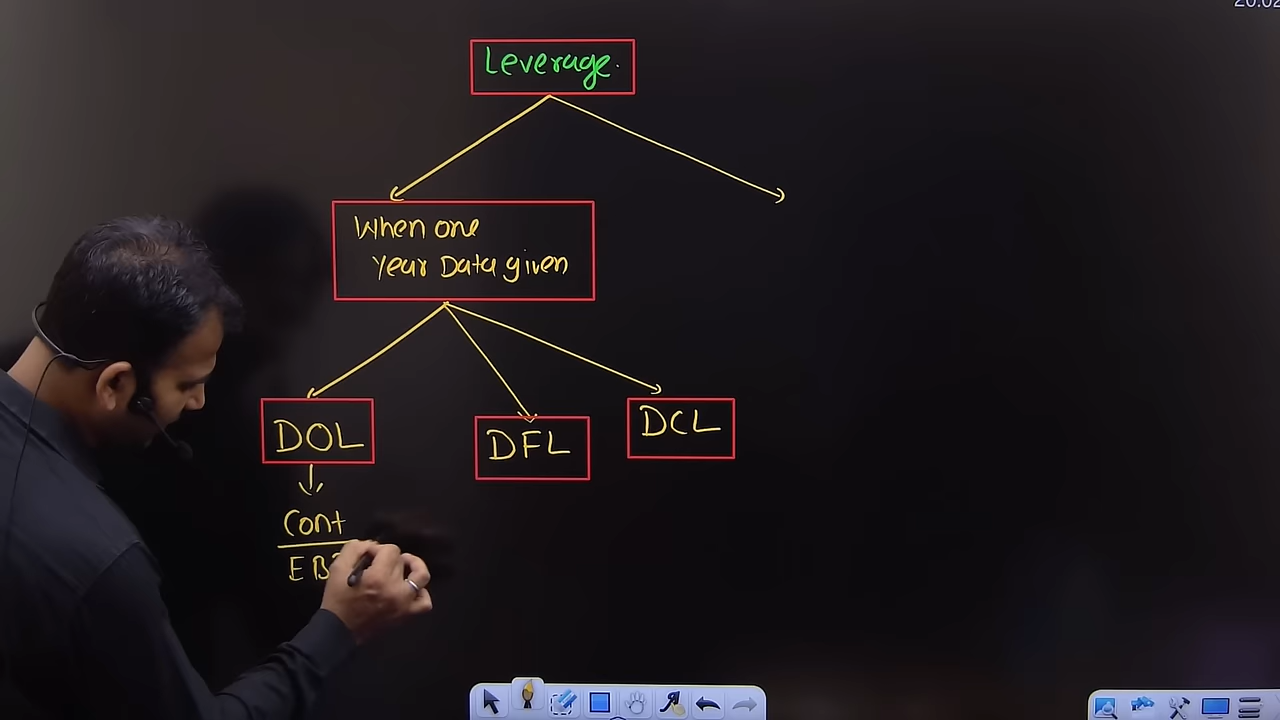 Leverage.
When one
Year Data given
DOL
DFL
DCL
Cont